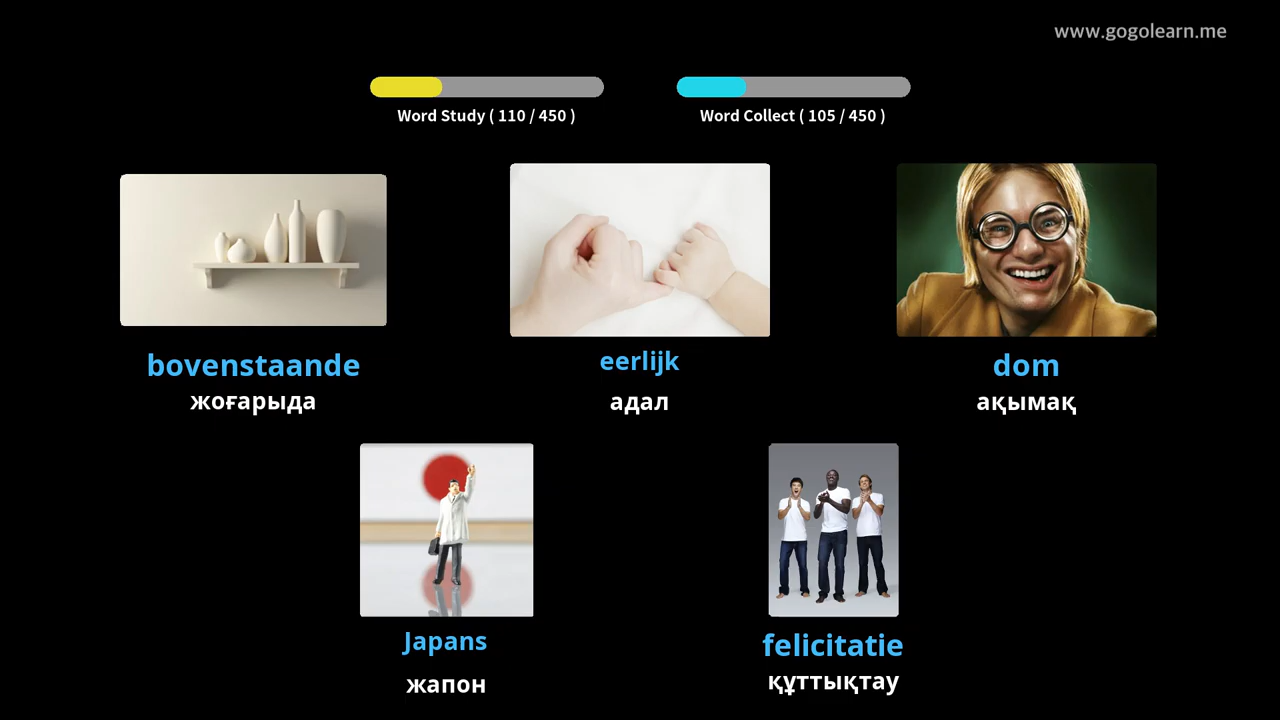 www.gogolearn.me
Word Study ( 110 / 450 )
Word Collect ( 105 / 450 )
bovenstaande
жоғарыда
eerlijk
адал
dom
ақымақ
Japans
жапон
felicitatie
құттықтау